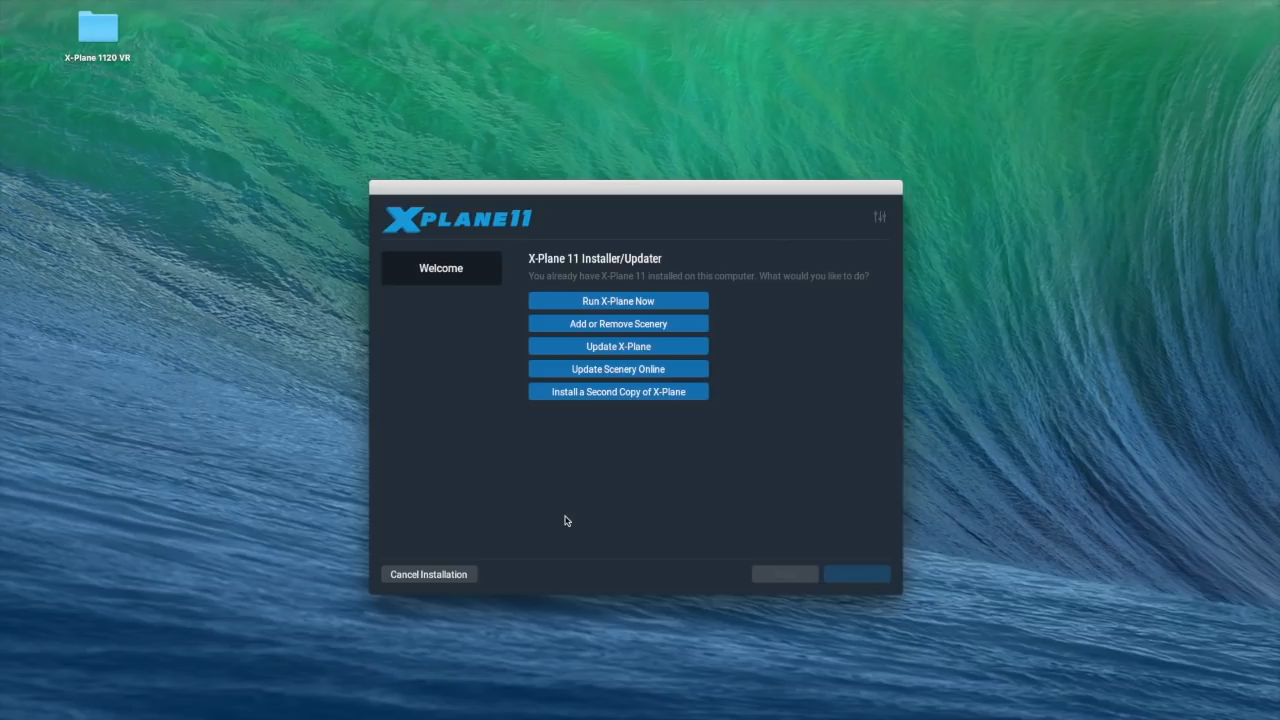 X-Plane 1120 VR
XPLANE11
Welcome
X-Plane 11 Installer/Updater
You already have X-Plane 11 installed on this computer. What would you like to do?
Run X-Plane Now
Add or Remove Scenery
Update X-Plane
Update Scenery Online
Install a Second Copy of X-Plane
Cancel Installation